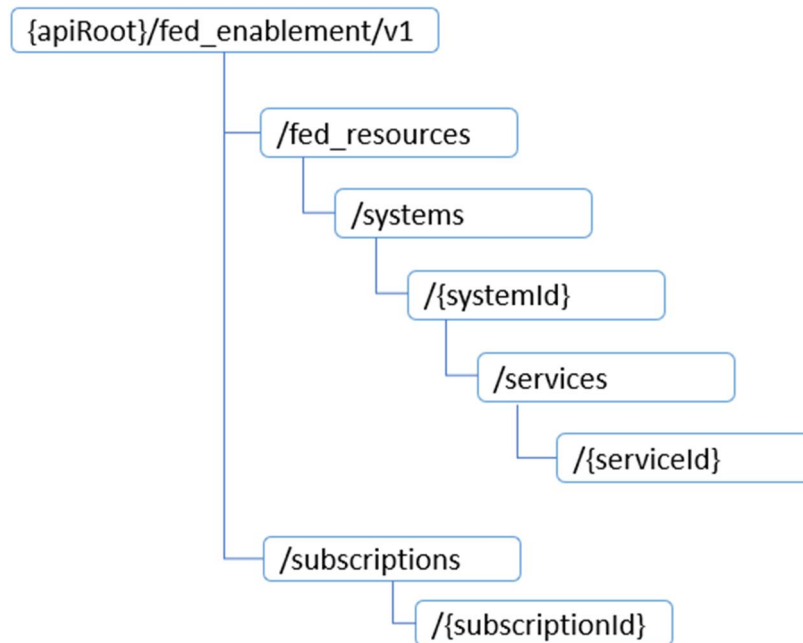 {apiRoot}/fed_enablement/v1
/fed_resources
/systems
/{systemId}
/services
/{serviceId}
/subscriptions
/{subscriptionId}